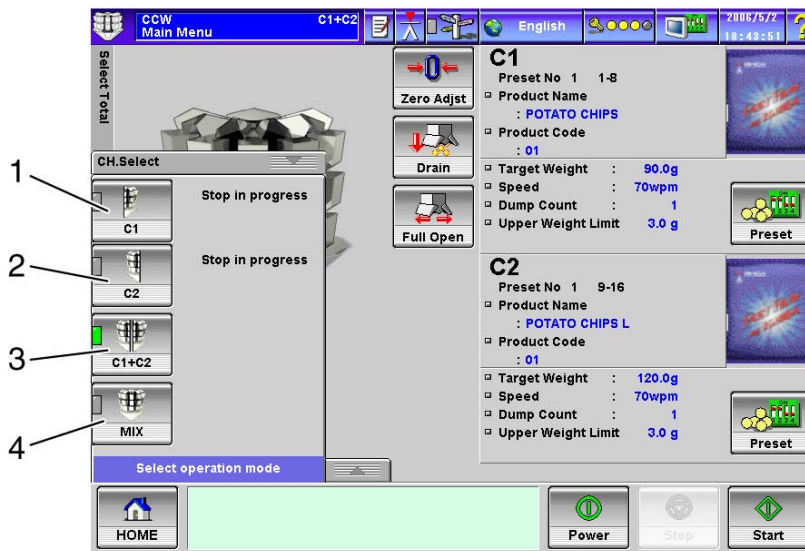 CCW
Main Menu
C1+C2
English
2006/5/2
18:43:51
Select Total
Zero Adjst
Drain
Full Open
CH.Select
1
C1
Stop in progress
2
C2
Stop in progress
3
C1+C2
4
MIX
Select operation mode
C1
Preset No 1 1-8
Product Name
: POTATO CHIPS
Product Code
: 01
Target Weight : 90.0g
Speed : 70wpm
Dump Count : 1
Upper Weight Limit 3.0 g
Preset
C2
Preset No 1 9-16
Product Name
: POTATO CHIPS L
Product Code
: 01
Target Weight : 120.0g
Speed : 70wpm
Dump Count : 1
Upper Weight Limit 3.0 g
Preset
HOME
Power
Stop
Start